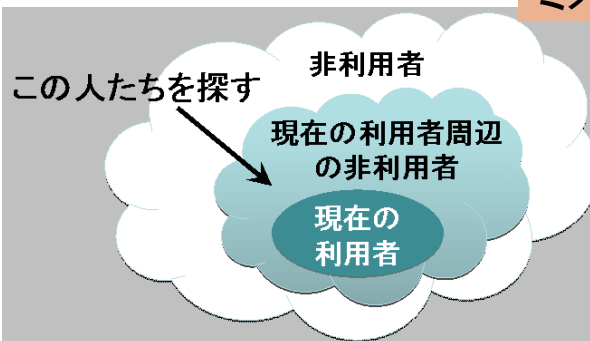 非利用者
この人たちを探す
現在の利用者周辺
の非利用者
現在の
利用者